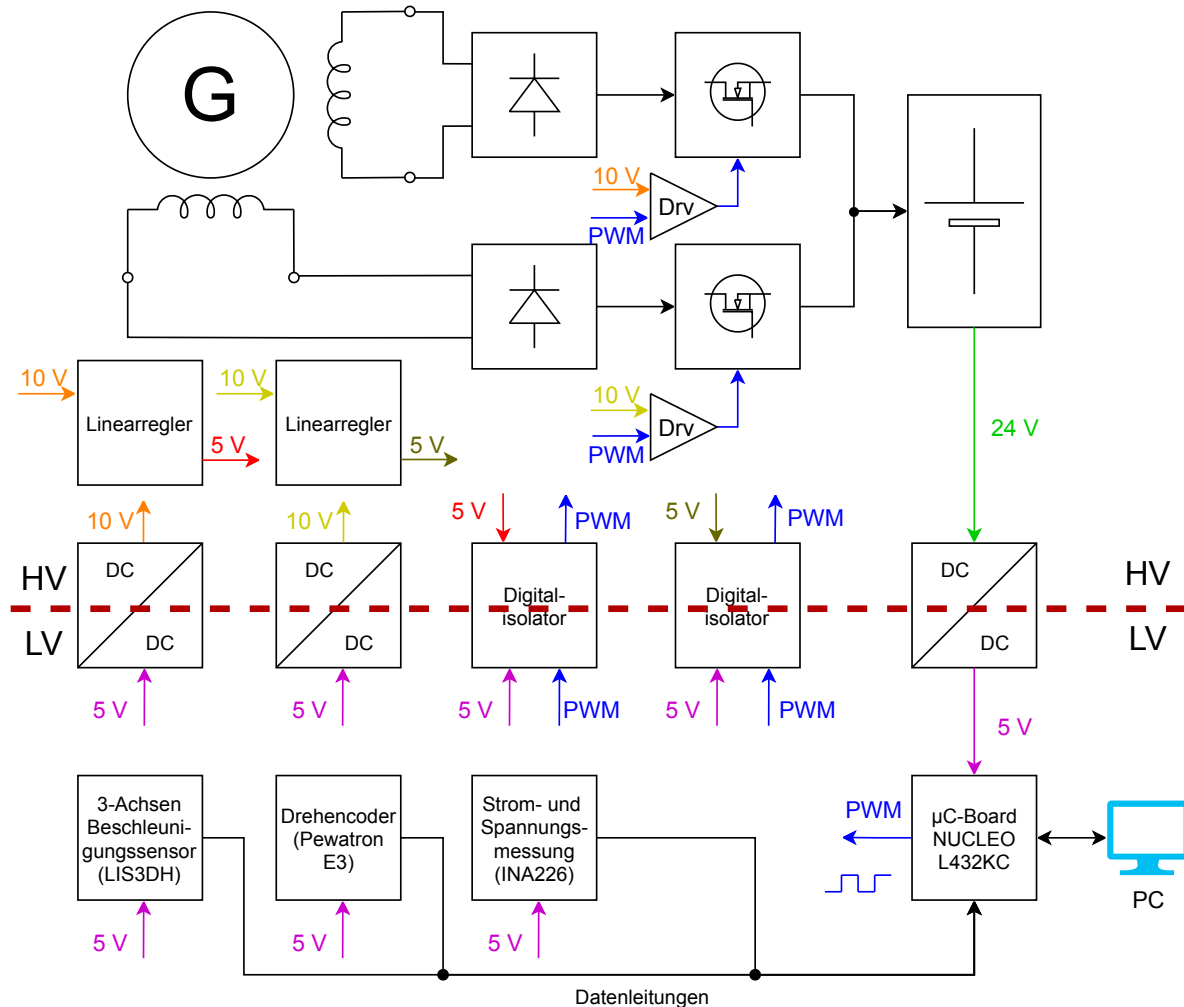 G
10 V
Drv
PWM
10 V
10 V
Linearregler
Linearregler
5 V
5 V
10 V
Drv
PWM
24 V
10 V
10 V
5 V
PWM
5 V
PWM
HV
DC
DC
Digital-
isolator
Digital-
isolator
DC
HV
LV
DC
DC
DC
LV
5 V
5 V
5 V
PWM
5 V
PWM
5 V
3-Achsen
Beschleuni-
gungssensor
(LIS3DH)
Drehencoder
(Pewatron
E3)
Strom- und
Spannungs-
messung
(INA226)
PWM
µC-Board
NUCLEO
L432KC
PC
5 V
5 V
5 V
Datenleitungen